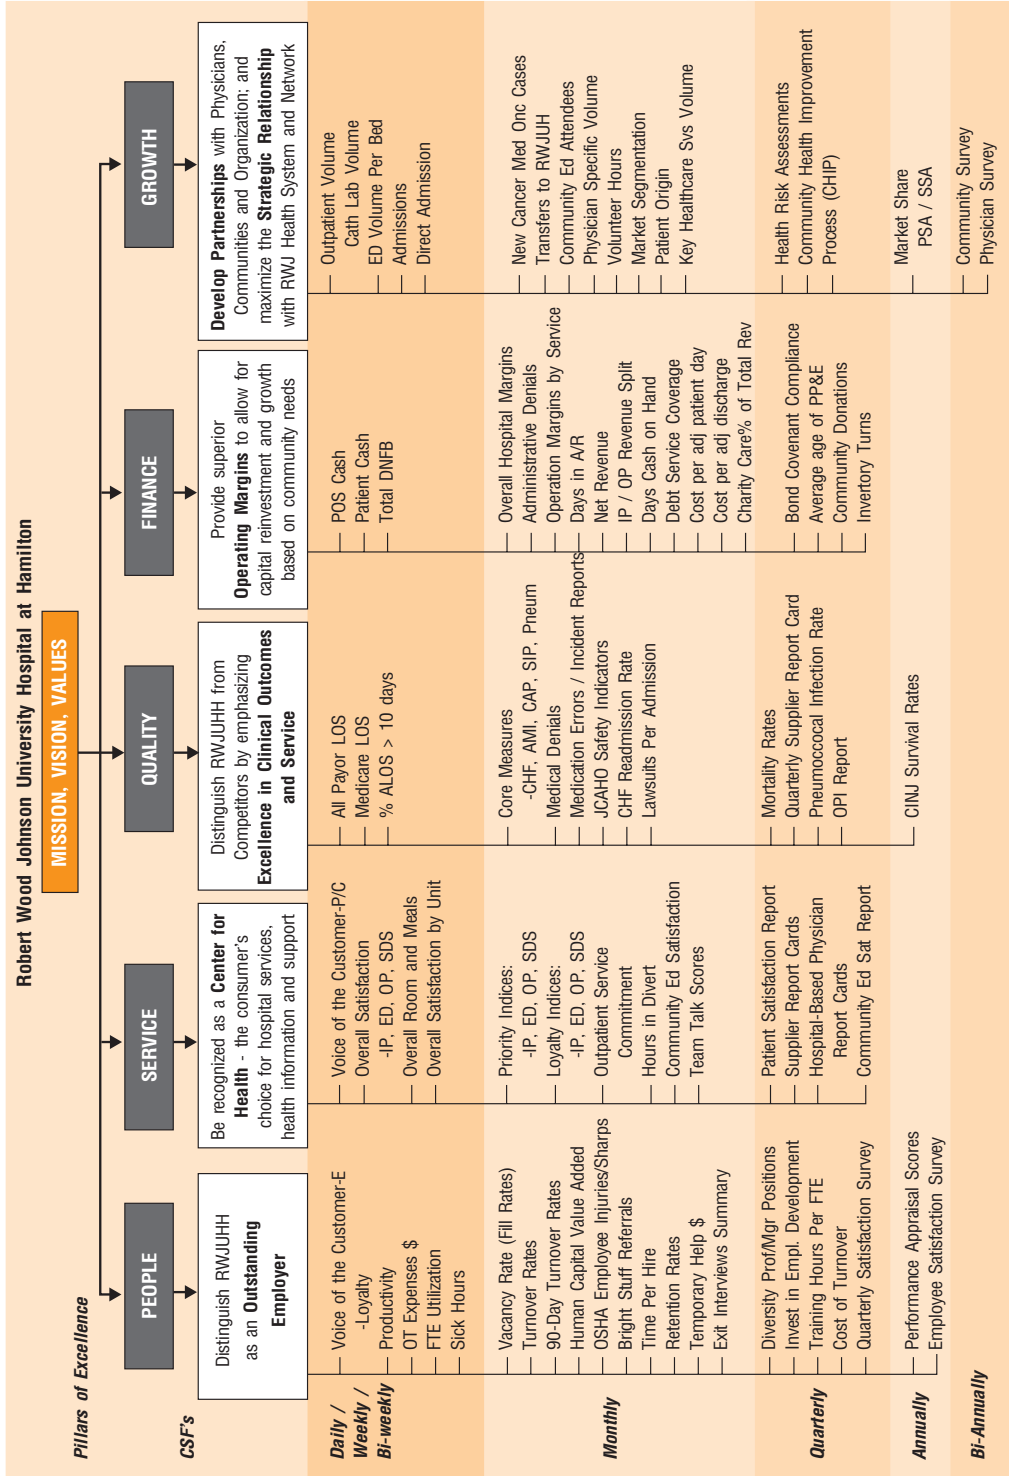 Robert Wood Johnson University Hospital at Hamilton
MISSION, VISION, VALUES
Pillars of Excellence
PEOPLE
SERVICE
QUALITY
FINANCE
GROWTH
CSF's
Distinguish RWJUHH
as an Outstanding
Employer
Be recognized as a Center for
Health - the consumer's
choice for hospital services,
health information and support
Distinguish RWJUHH from
Competitors by emphasizing
Excellence in Clinical Outcomes
and Service
Provide superior
Operating Margins to allow for
capital reinvestment and growth
based on community needs
Develop Partnerships with Physicians,
Communities and Organization; and
maximize the Strategic Relationship
with RWJ Health System and Network
Daily /
Weekly /
Bi-weekly
Voice of the Customer-E
-Loyalty
Productivity
OT Expenses $
FTE Utilization
Sick Hours
Voice of the Customer-P/C
Overall Satisfaction
-IP, ED, OP, SDS
Overall Room and Meals
Overall Satisfaction by Unit
All Payor LOS
Medicare LOS
% ALOS > 10 days
POS Cash
Patient Cash
Total DNFB
Outpatient Volume
Cath Lab Volume
ED Volume Per Bed
Admissions
Direct Admission
Monthly
Vacancy Rate (Fill Rates)
Turnover Rates
90-Day Turnover Rates
Human Capital Value Added
OSHA Employee Injuries/Sharps
Bright Stuff Referrals
Time Per Hire
Retention Rates
Temporary Help $
Exit Interviews Summary
Priority Indices:
-IP, ED, OP, SDS
Loyalty Indices:
-IP, ED, OP, SDS
Outpatient Service
Commitment
Hours in Divert
Community Ed Satisfaction
Team Talk Scores
Core Measures
-CHF, AMI, CAP, SIP, Pneum
Medical Denials
Medication Errors / Incident Reports
JCAHO Safety Indicators
CHF Readmission Rate
Lawsuits Per Admission
Overall Hospital Margins
Administrative Denials
Operation Margins by Service
Days in A/R
Net Revenue
IP / OP Revenue Split
Days Cash on Hand
Debt Service Coverage
Cost per adj patient day
Cost per adj discharge
Charity Care% of Total Rev
New Cancer Med Onc Cases
Transfers to RWJUH
Community Ed Attendees
Physician Specific Volume
Volunteer Hours
Market Segmentation
Patient Origin
Key Healthcare Svs Volume
Quarterly
Diversity Prof/Mgr Positions
Invest in Empl. Development
Training Hours Per FTE
Cost of Turnover
Quarterly Satisfaction Survey
Patient Satisfaction Report
Supplier Report Cards
Hospital-Based Physician
Report Cards
Community Ed Sat Report
Mortality Rates
Quarterly Supplier Report Card
Pneumoccocal Infection Rate
OPI Report
Bond Covenant Compliance
Average age of PP&E
Community Donations
Invertory Turns
Health Risk Assessments
Community Health Improvement
Process (CHIP)
Annually
Performance Appraisal Scores
Employee Satisfaction Survey
CINJ Survival Rates
Market Share
PSA / SSA
Bi-Annually
Community Survey
Physician Survey